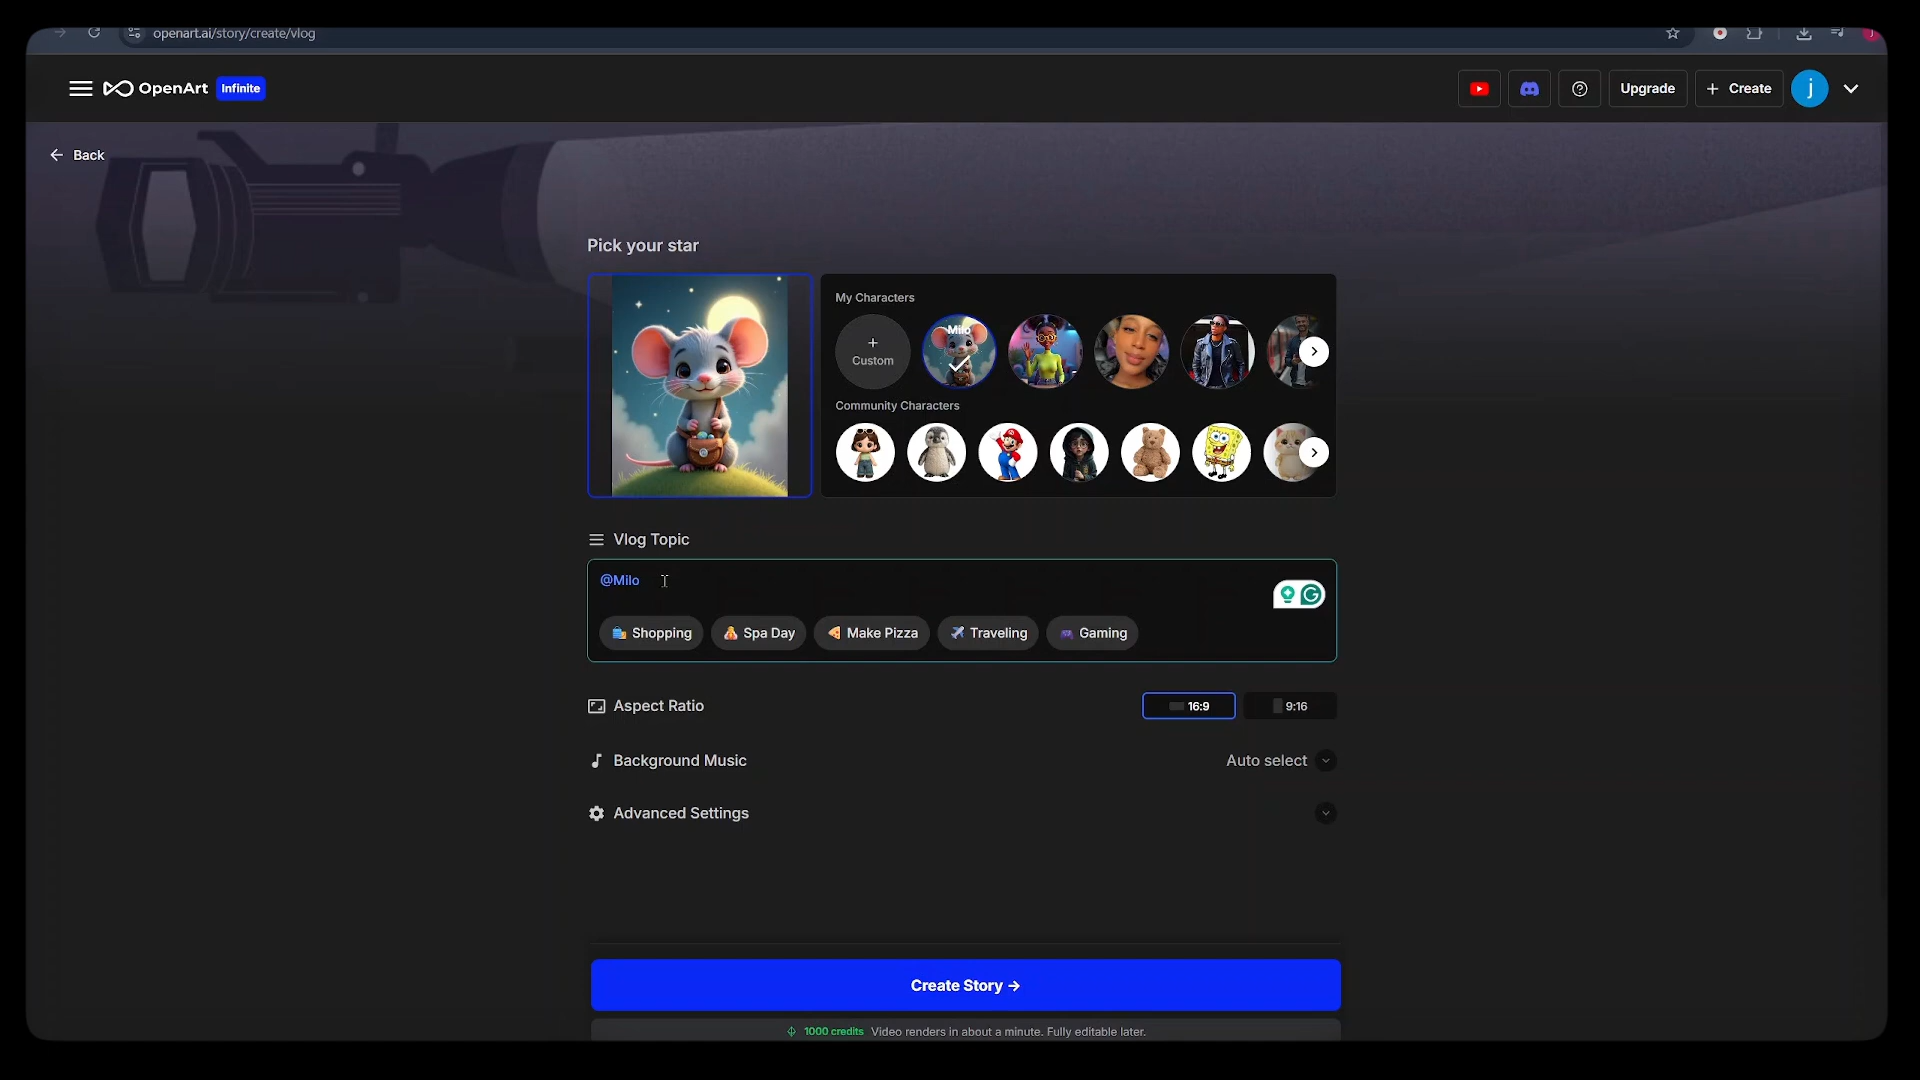 openart.ai/story/create/vlog
OpenArt Infinite
Upgrade
+ Create
j
Back
Pick your star
My Characters
+
Custom
Milo
Community Characters
Vlog Topic
@Milo
Shopping
Spa Day
Make Pizza
Traveling
Gaming
Aspect Ratio
16:9
9:16
Background Music
Auto select
Advanced Settings
Create Story →
1000 credits Video renders in about a minute. Fully editable later.